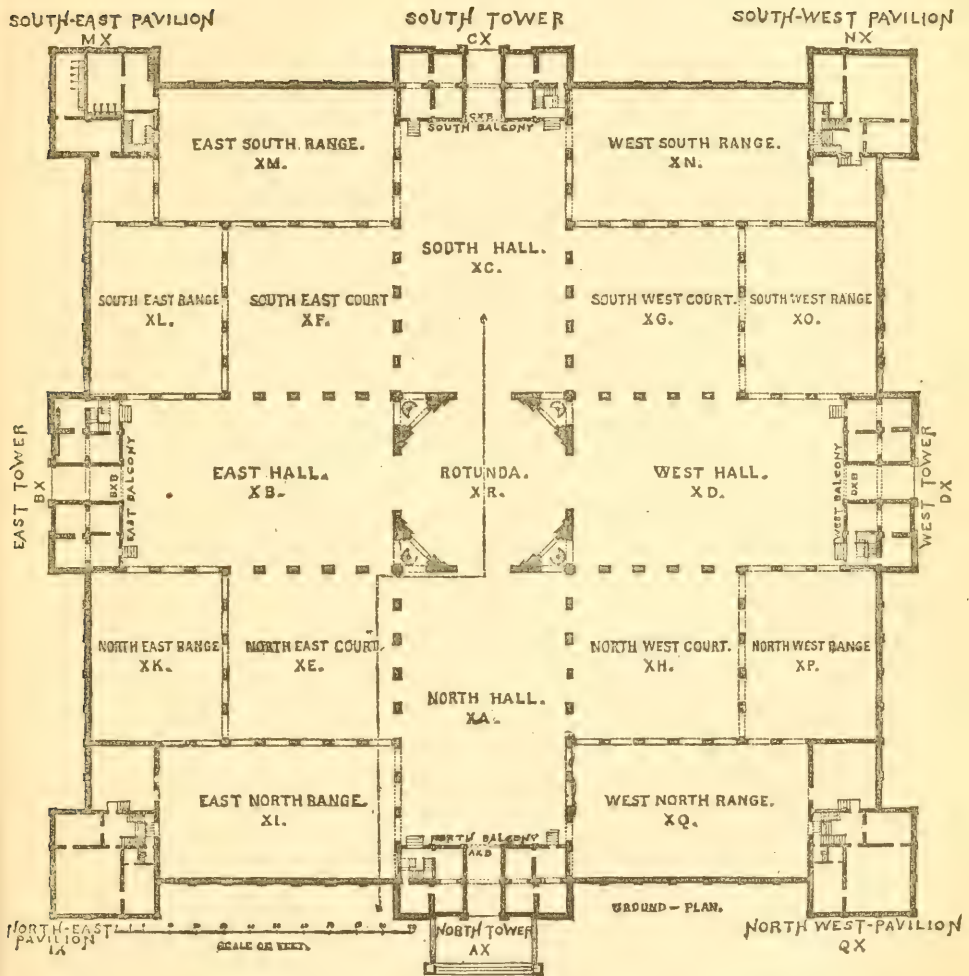 SOUTH-EAST PAVILION
MX
SOUTH TOWER
CX
SOUTH-WEST PAVILION
NX
CXB
SOUTH BALCONY
EAST SOUTH RANGE.
XM.
WEST SOUTH RANGE.
XN.
SOUTH HALL.
XC.
SOUTH EAST RANGE
XL.
SOUTH EAST COURT
XF.
SOUTH WEST COURT.
XG.
SOUTH WEST RANGE
XO.
EAST TOWER
BX
BXB
EAST BALCONY
EAST HALL.
XB.
ROTUNDA.
XR.
WEST HALL.
XD.
WEST BALCONY
DXB
WEST TOWER
DX
NORTH EAST RANGE
XK.
NORTH EAST COURT.
XE.
NORTH WEST COURT.
XH.
NORTH WEST RANGE
XP.
NORTH HALL.
XA.
EAST NORTH RANGE.
XI.
WEST NORTH RANGE.
XQ.
NORTH BALCONY
AXB
GROUND-PLAN.
NORTH-EAST
PAVILION
IX
SCALE OF FEET.
NORTH TOWER
AX
NORTH WEST-PAVILION
QX